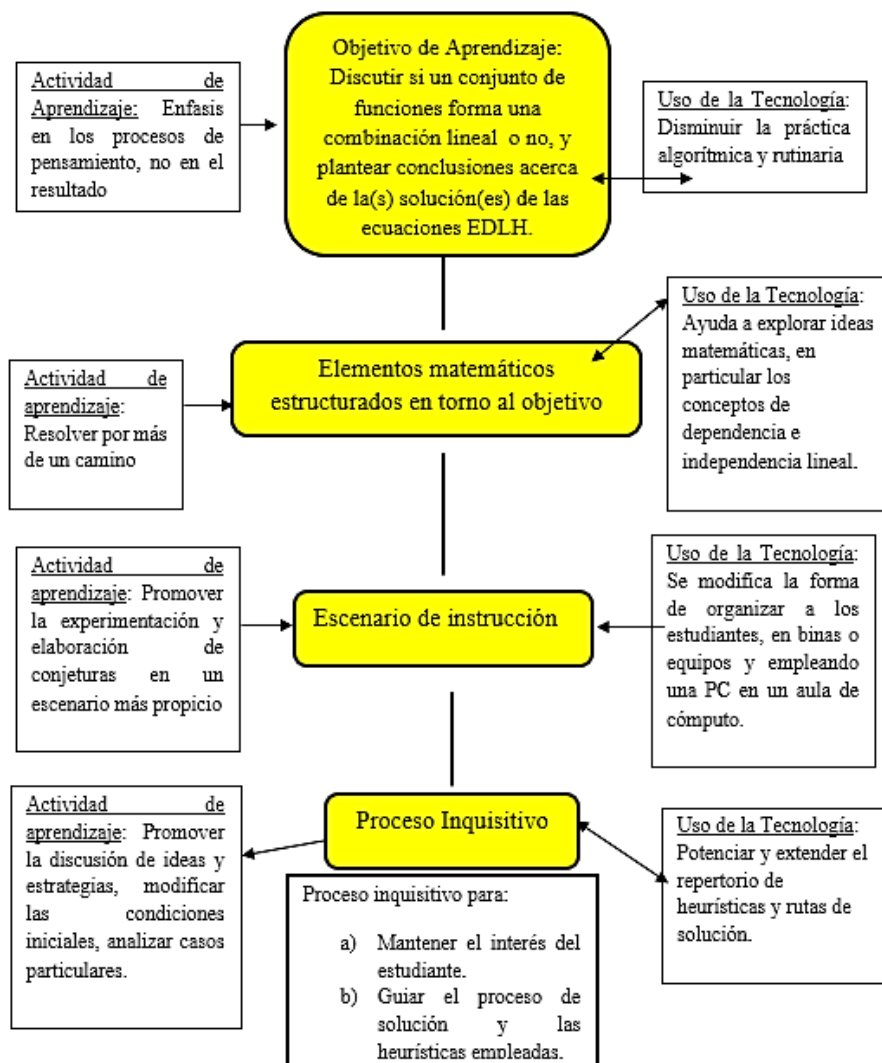 Objetivo de Aprendizaje:
Discutir si un conjunto de
funciones forma una
combinación lineal o no, y
plantear conclusiones acerca
de la(s) solución(es) de las
ecuaciones EDLH.
Actividad de
Aprendizaje: Enfasis
en los procesos de
pensamiento, no en el
resultado
Uso de la Tecnología:
Disminuir la práctica
algorítmica y rutinaria
Elementos matemáticos
estructurados en torno al objetivo
Actividad de
aprendizaje:
Resolver por más
de un camino
Uso de la Tecnología:
Ayuda a explorar ideas
matemáticas, en
particular los
conceptos de
dependencia e
independencia lineal.
Escenario de instrucción
Actividad de
aprendizaje: Promover
la experimentación y
elaboración de
conjeturas en un
escenario más propicio
Uso de la Tecnología:
Se modifica la forma
de organizar a los
estudiantes, en binas o
equipos y empleando
una PC en un aula de
cómputo.
Proceso Inquisitivo
Actividad de
aprendizaje: Promover
la discusión de ideas y
estrategias, modificar
las condiciones
iniciales, analizar casos
particulares.
Uso de la Tecnología:
Potenciar y extender el
repertorio de
heurísticas y rutas de
solución.
Proceso inquisitivo para:
a) Mantener el interés del
estudiante.
b) Guiar el proceso de
solución y las
heurísticas empleadas.